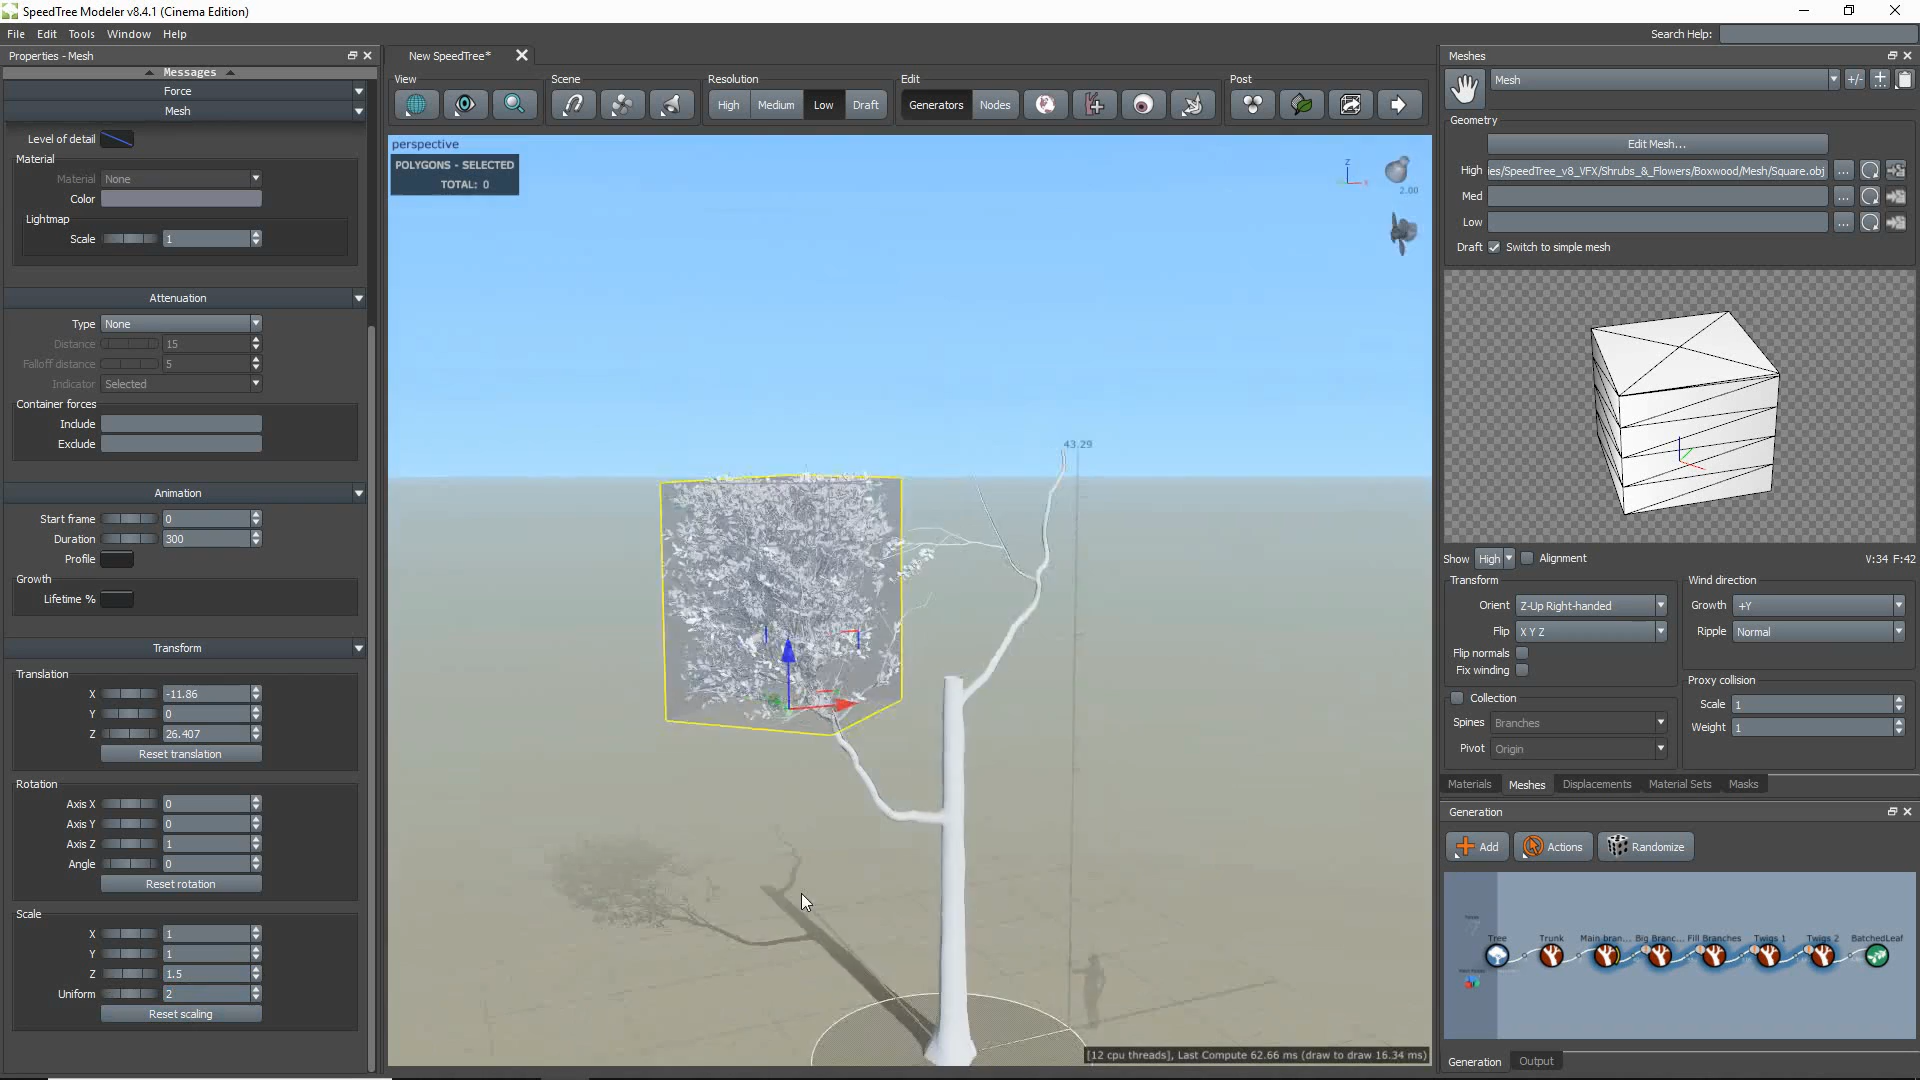 SpeedTree Modeler v8.4.1 (Cinema Edition)
File Edit Tools Window Help
Search Help:
Properties - Mesh
Messages
Force
Mesh
Level of detail
Material
Material None
Color
Lightmap
Scale 1
Attenuation
Type None
Distance 15
Falloff distance 5
Indicator Selected
Container forces
Include
Exclude
Animation
Start frame 0
Duration 300
Profile
Growth
Lifetime %
Transform
Translation
X -11.86
Y 0
Z 26.407
Reset translation
Rotation
Axis X 0
Axis Y 0
Axis Z 1
Angle 0
Reset rotation
Scale
X 1
Y 1
Z 1.5
Uniform 2
Reset scaling
New SpeedTree*
View Scene Resolution Edit Post
High Medium Low Draft Generators Nodes
perspective
POLYGONS - SELECTED
TOTAL: 0
Z
2.00
43.29
[12 cpu threads], Last Compute 62.66 ms (draw to draw 16.34 ms)
Meshes
Mesh
+/-
Geometry
Edit Mesh...
High ies/SpeedTree_v8_VFX/Shrubs_&_Flowers/Boxwood/Mesh/Square.obj ...
Med ...
Low ...
Draft Switch to simple mesh
Show High Alignment V:34 F:42
Transform Wind direction
Orient Z-Up Right-handed Growth +Y
Flip X Y Z Ripple Normal
Flip normals
Fix winding
Proxy collision
Collection Scale 1
Spines Branches Weight 1
Pivot Origin
Materials Meshes Displacements Material Sets Masks
Generation
Add Actions Randomize
Tree Trunk Main bran... Big Branc... Fill Branches Twigs 1 Twigs 2 BatchedLeaf
Generation Output